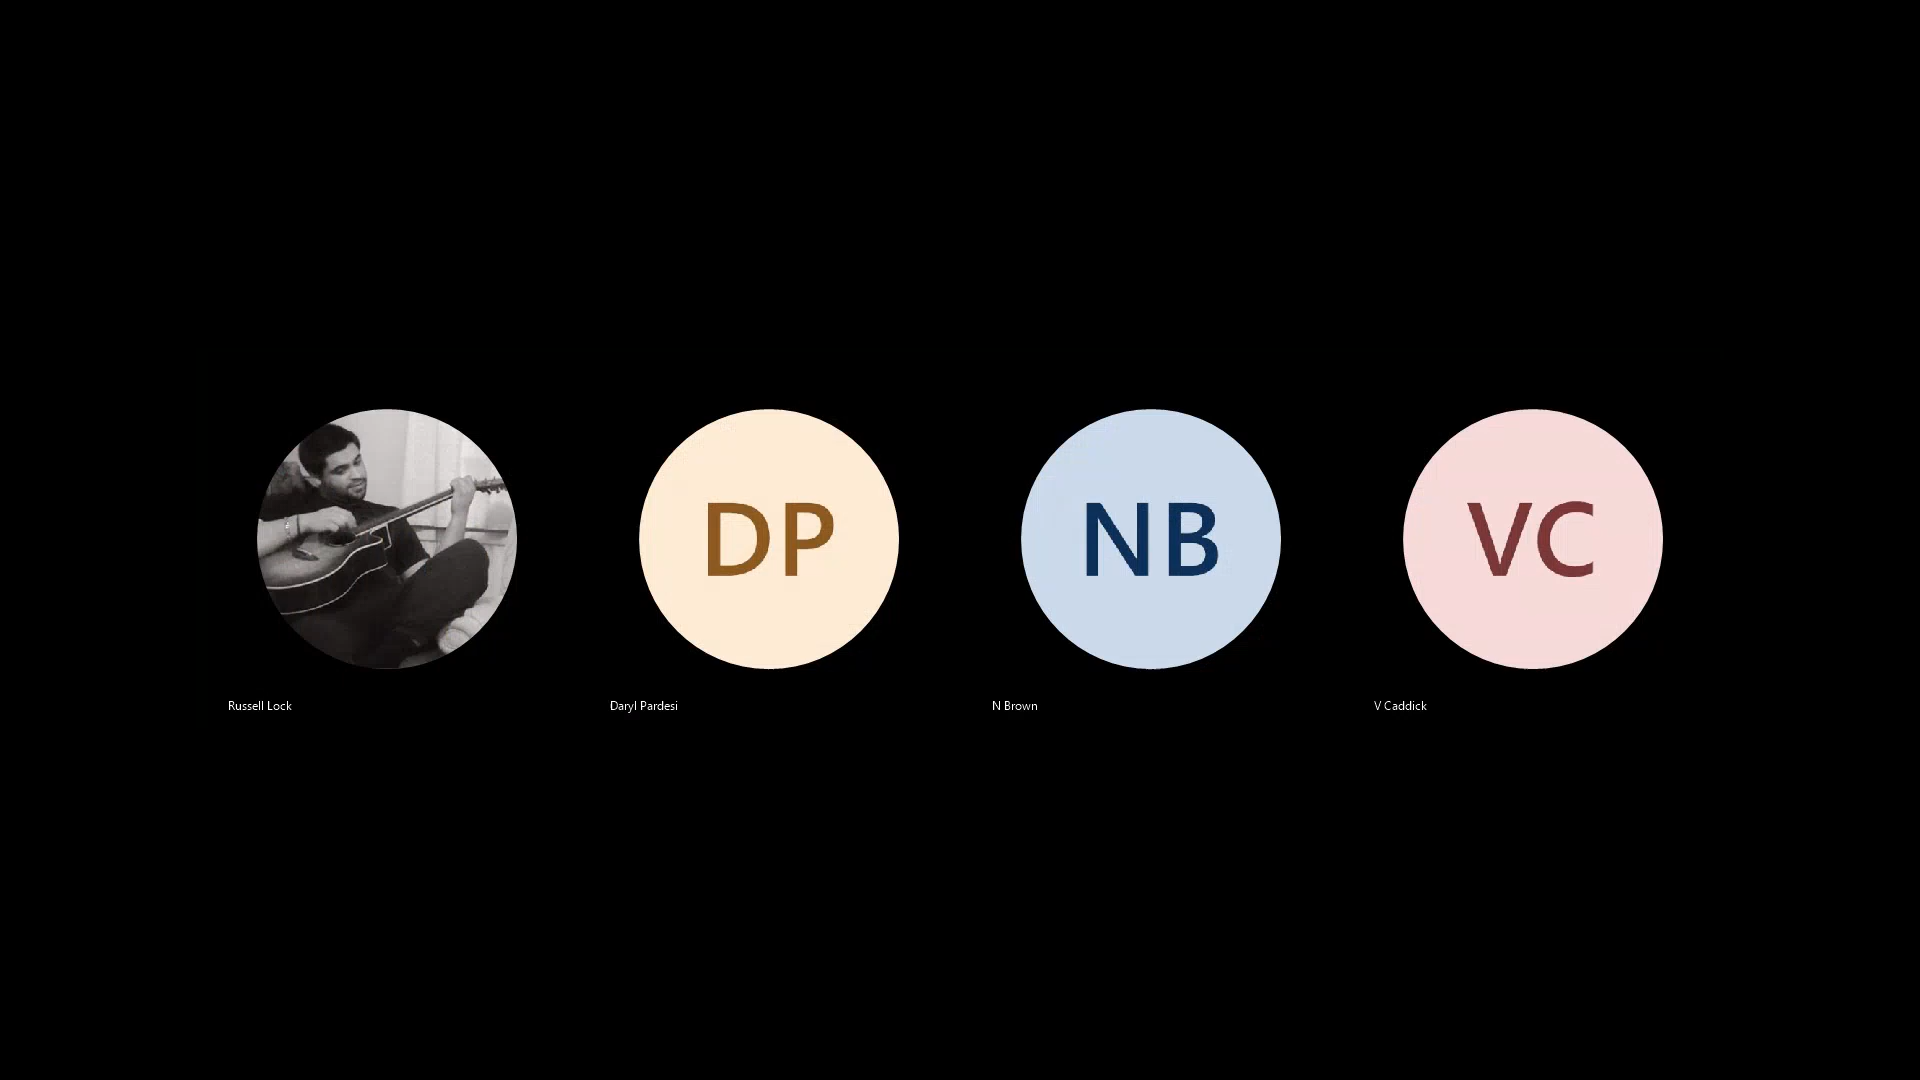 DP
NB
VC
Russell Lock
Daryl Pardesi
N Brown
V Caddick